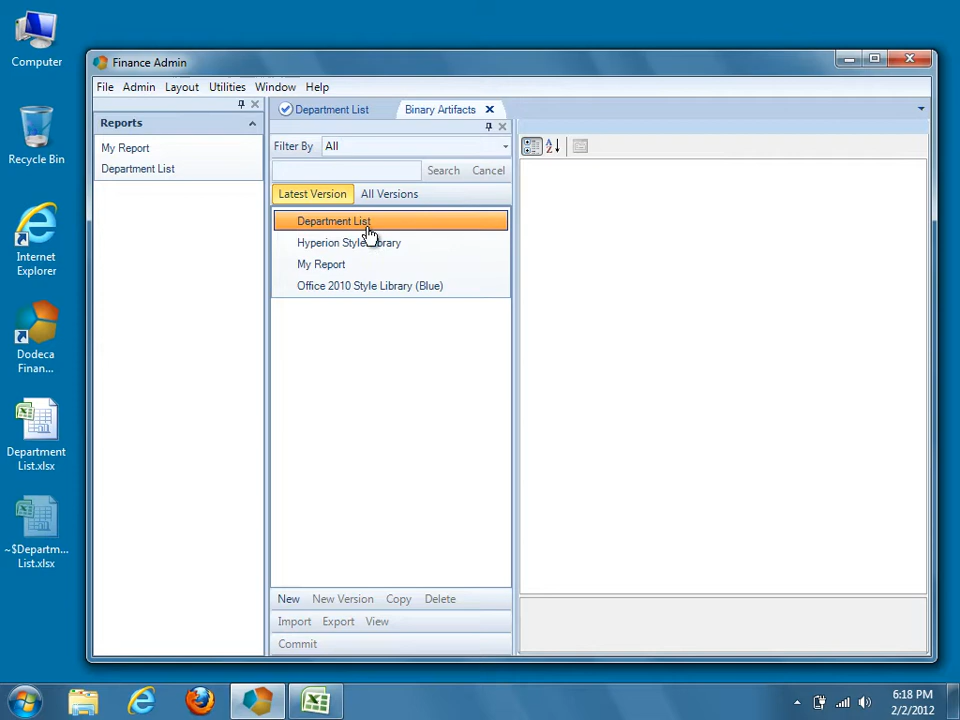 Computer
Recycle Bin
Internet
Explorer
Dodeca
Finan...
Department
List.xlsx
~$Departm...
List.xlsx
Finance Admin
File Admin Layout Utilities Window Help
Reports
My Report
Department List
Department List Binary Artifacts
Filter By All
Search Cancel
Latest Version All Versions
Department List
Hyperion Style Library
My Report
Office 2010 Style Library (Blue)
New New Version Copy Delete
Import Export View
Commit
6:18 PM
2/2/2012